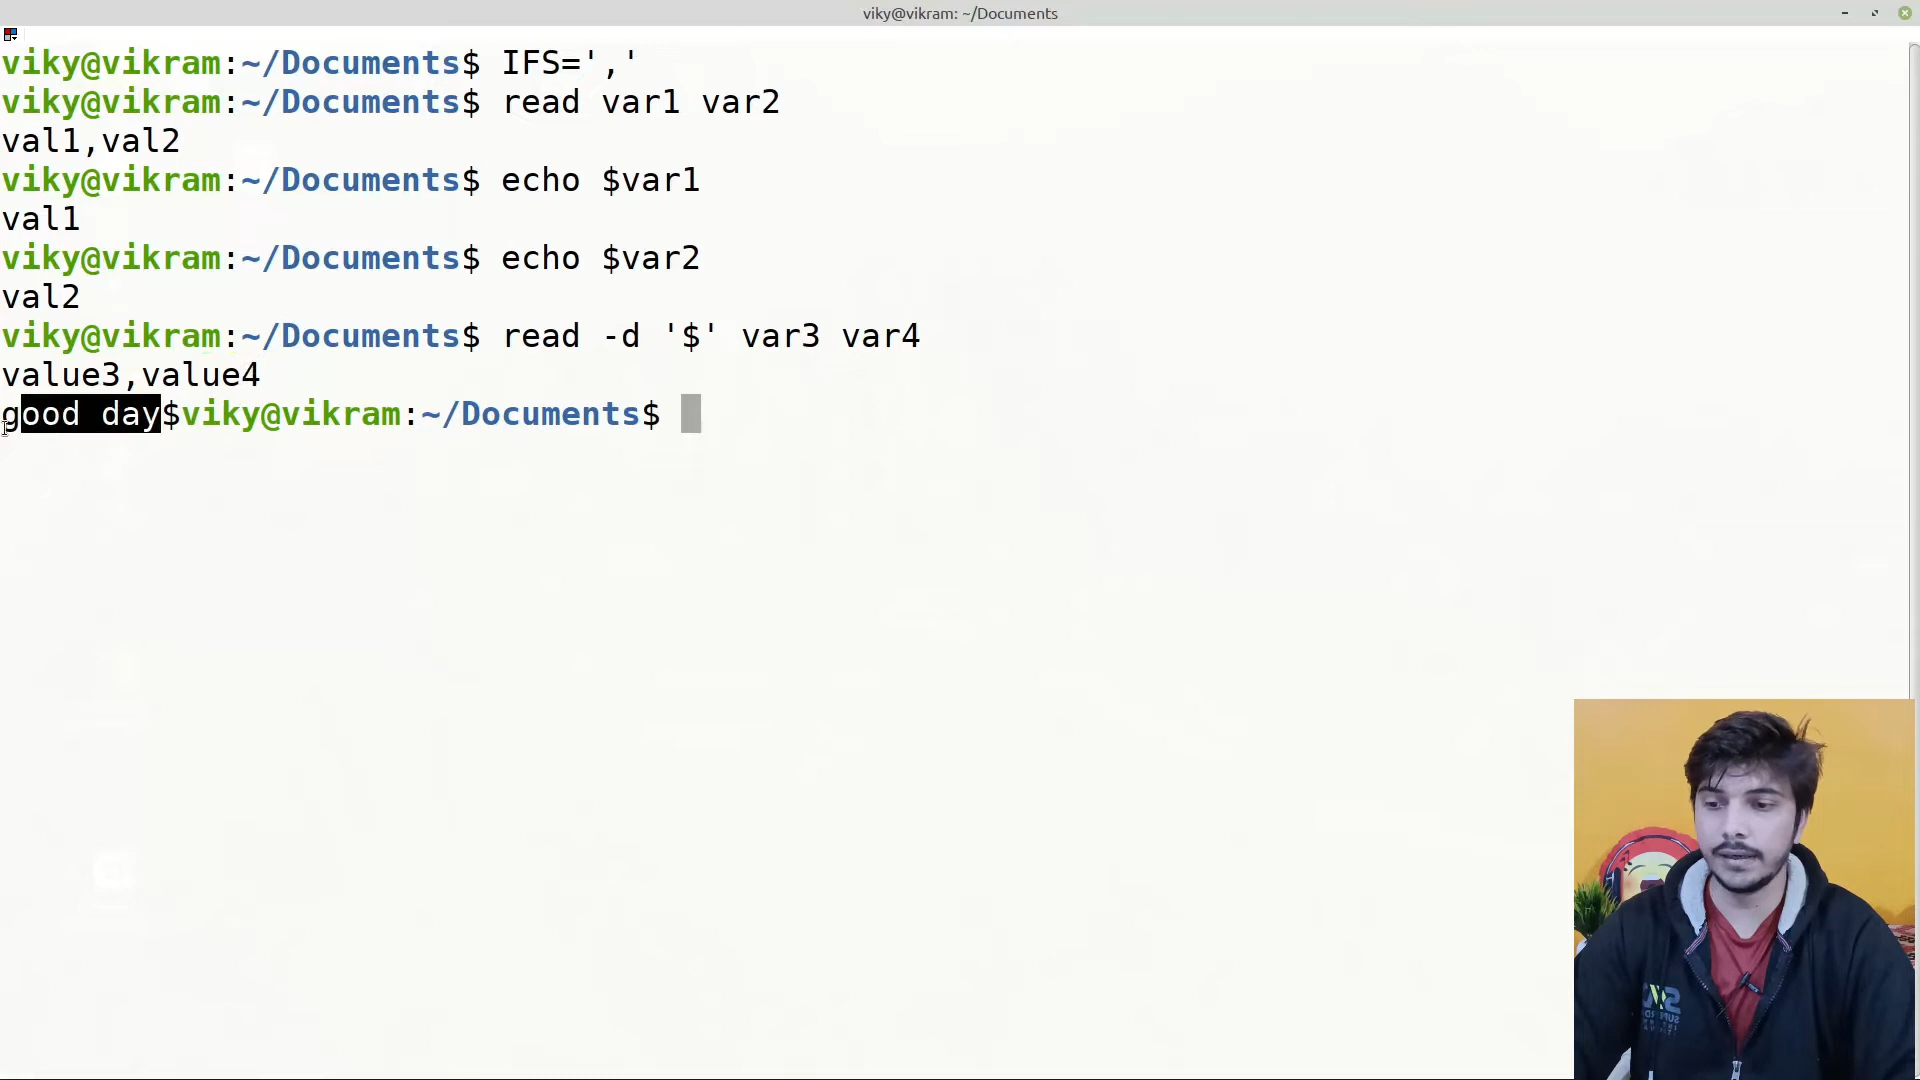 viky@vikram: ~/Documents
viky@vikram:~/Documents$ IFS=','
viky@vikram:~/Documents$ read var1 var2
val1,val2
viky@vikram:~/Documents$ echo $var1
val1
viky@vikram:~/Documents$ echo $var2
val2
viky@vikram:~/Documents$ read -d '$' var3 var4
value3,value4
good day$viky@vikram:~/Documents$